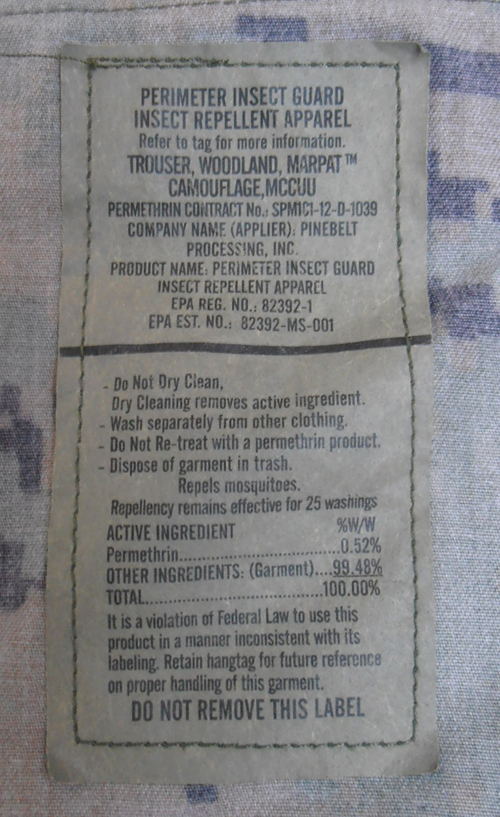 PERIMETER INSECT GUARD
INSECT REPELLENT APPAREL
Refer to tag for more information.
TROUSER, WOODLAND, MARPAT™
CAMOUFLAGE,MCCUU
PERMETHRIN CONTRACT No.: SPM1C1-12-D-1039
COMPANY NAME (APPLIER): PINEBELT
PROCESSING, INC.
PRODUCT NAME: PERIMETER INSECT GUARD
INSECT REPELLENT APPAREL
EPA REG. NO.: 82392-1
EPA EST. NO.: 82392-MS-001
- Do Not Dry Clean,
Dry Cleaning removes active ingredient.
- Wash separately from other clothing.
- Do Not Re-treat with a permethrin product.
- Dispose of garment in trash.
Repels mosquitoes.
Repellency remains effective for 25 washings
ACTIVE INGREDIENT %W/W
Permethrin..............................0.52%
OTHER INGREDIENTS: (Garment)....99.48%
TOTAL....................................100.00%
It is a violation of Federal Law to use this
product in a manner inconsistent with its
labeling. Retain hangtag for future reference
on proper handling of this garment.
DO NOT REMOVE THIS LABEL